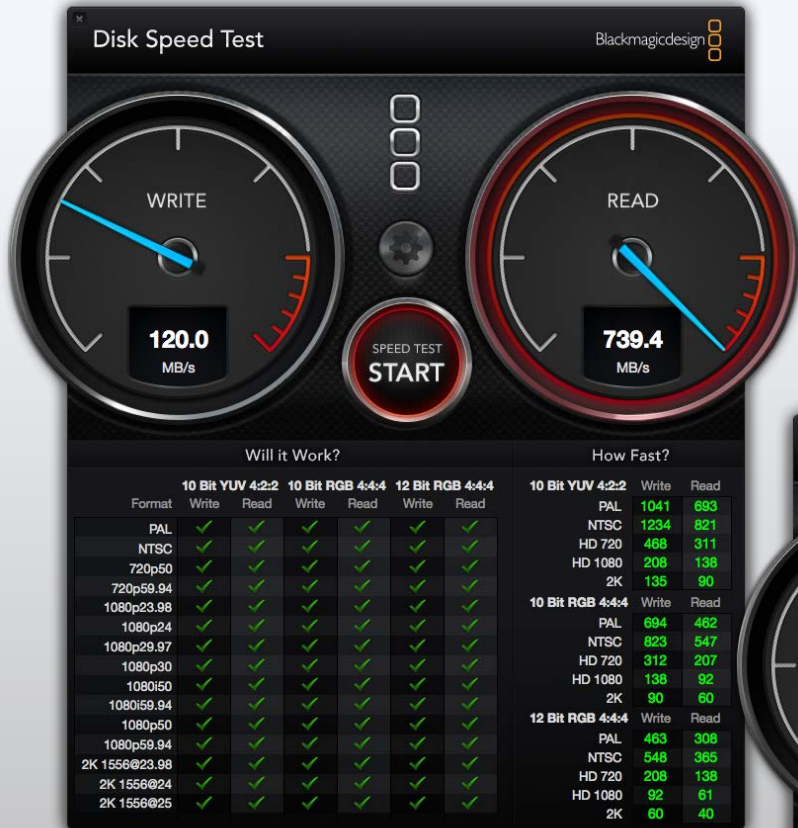 Disk Speed Test
Blackmagicdesign
WRITE
120.0
MB/s
READ
739.4
MB/s
SPEED TEST
START
Will it Work?
10 Bit YUV 4:2:2 10 Bit RGB 4:4:4 12 Bit RGB 4:4:4
Format Write Read Write Read Write Read
PAL
NTSC
720p50
720p59.94
1080p23.98
1080p24
1080p29.97
1080p30
1080i50
1080i59.94
1080p50
1080p59.94
2K 1556@23.98
2K 1556@24
2K 1556@25
How Fast?
10 Bit YUV 4:2:2 Write Read
PAL 1041 693
NTSC 1234 821
HD 720 468 311
HD 1080 208 138
2K 135 90
10 Bit RGB 4:4:4 Write Read
PAL 694 462
NTSC 823 547
HD 720 312 207
HD 1080 138 92
2K 90 60
12 Bit RGB 4:4:4 Write Read
PAL 463 308
NTSC 548 365
HD 720 208 138
HD 1080 92 61
2K 60 40